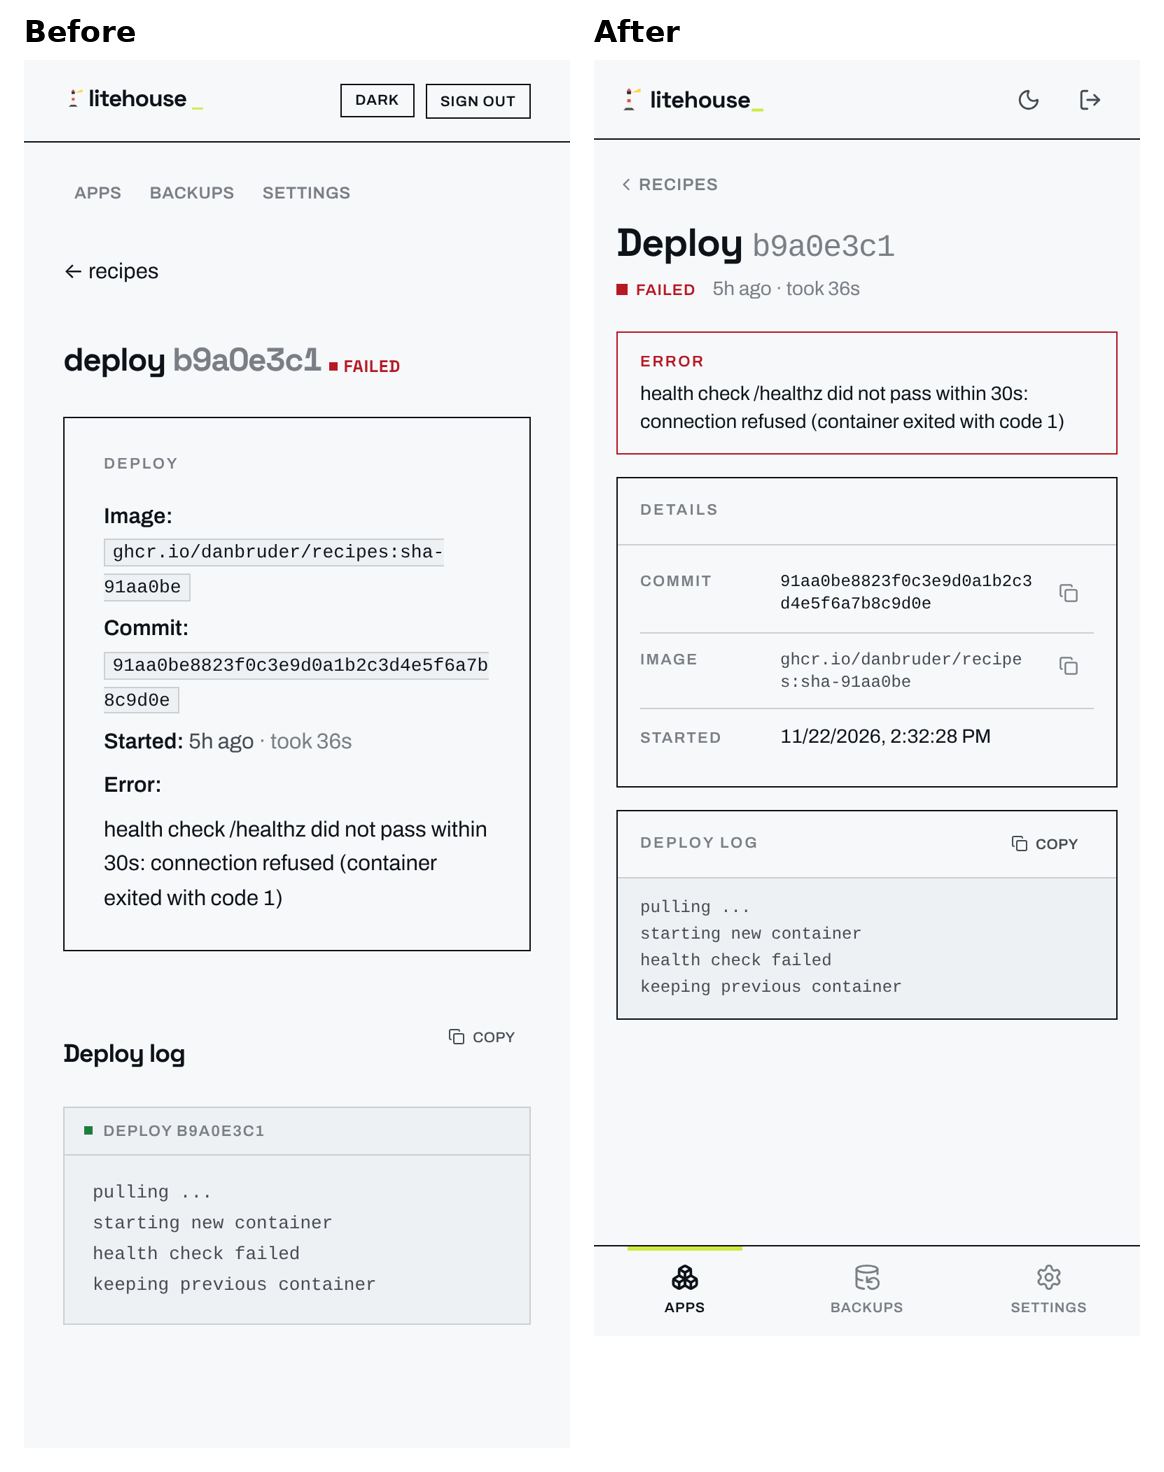 Before
litehouse_
DARK
SIGN OUT
APPS
BACKUPS
SETTINGS
← recipes
deploy b9a0e3c1 FAILED
DEPLOY
Image:
ghcr.io/danbruder/recipes:sha-
91aa0be
Commit:
91aa0be8823f0c3e9d0a1b2c3d4e5f6a7b
8c9d0e
Started: 5h ago · took 36s
Error:
health check /healthz did not pass within
30s: connection refused (container
exited with code 1)
Deploy log
COPY
DEPLOY B9A0E3C1
pulling ...
starting new container
health check failed
keeping previous container
After
litehouse_
RECIPES
Deploy b9a0e3c1
FAILED 5h ago · took 36s
ERROR
health check /healthz did not pass within 30s:
connection refused (container exited with code 1)
DETAILS
COMMIT
91aa0be8823f0c3e9d0a1b2c3
d4e5f6a7b8c9d0e
IMAGE
ghcr.io/danbruder/recipe
s:sha-91aa0be
STARTED
11/22/2026, 2:32:28 PM
DEPLOY LOG
COPY
pulling ...
starting new container
health check failed
keeping previous container
APPS
BACKUPS
SETTINGS